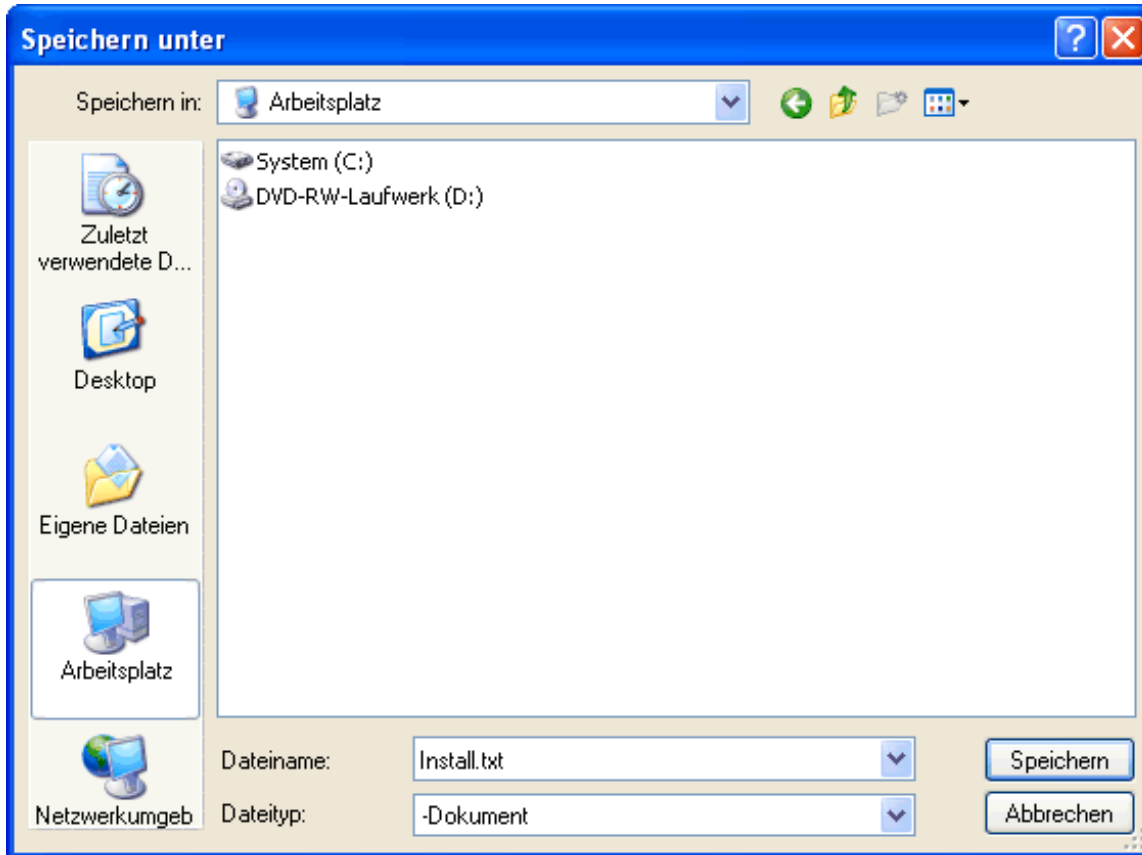 Speichern unter
Speichern in:
Arbeitsplatz
System (C:)
DVD-RW-Laufwerk (D:)
Zuletzt
verwendete D...
Desktop
Eigene Dateien
Arbeitsplatz
Netzwerkumgeb
Dateiname:
Install.txt
Speichern
Dateityp:
-Dokument
Abbrechen